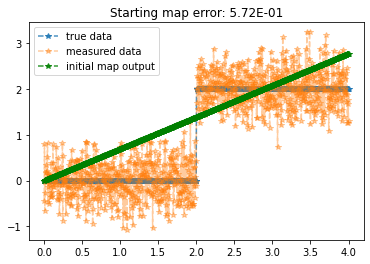 Starting map error: 5.72E-01
true data
measured data
initial map output
3
2
1
0
−1
0.0 0.5 1.0 1.5 2.0 2.5 3.0 3.5 4.0